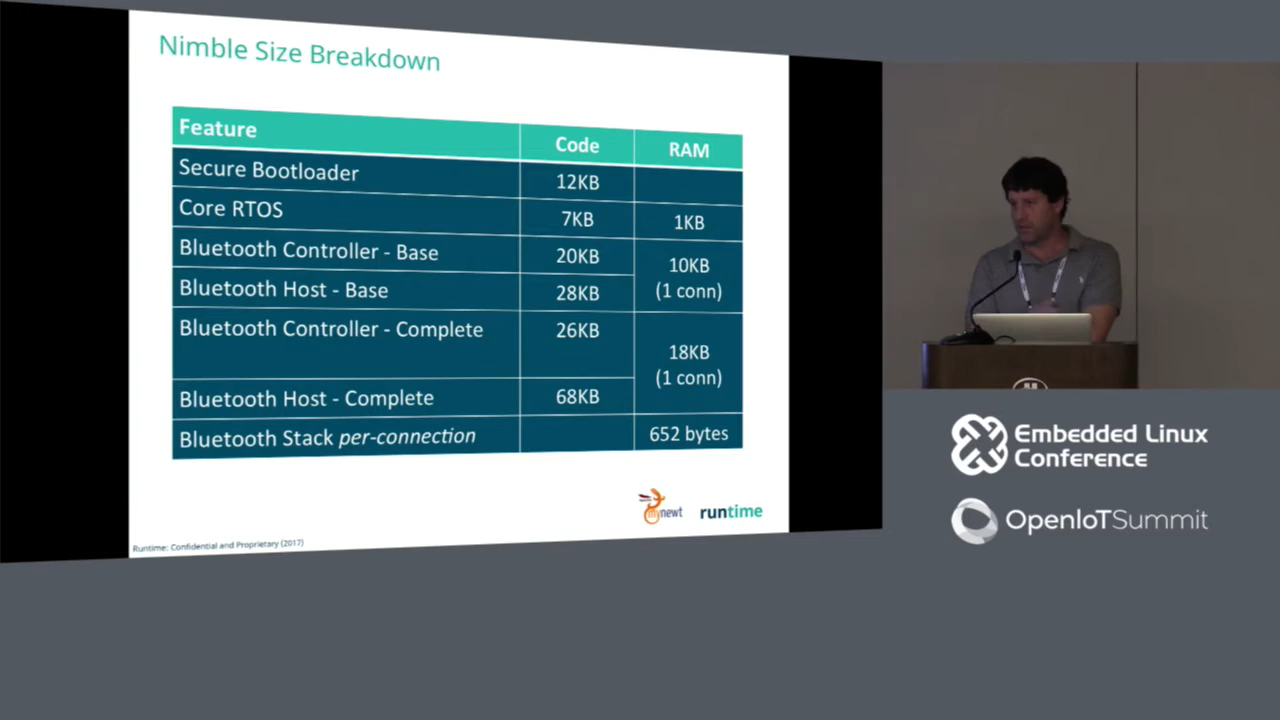 Nimble Size Breakdown
Feature Code RAM
Secure Bootloader 12KB
Core RTOS 7KB 1KB
Bluetooth Controller - Base 20KB
10KB
(1 conn)
Bluetooth Host - Base 28KB
Bluetooth Controller - Complete 26KB
18KB
(1 conn)
Bluetooth Host - Complete 68KB
Bluetooth Stack per-connection 652 bytes
mynewt
runtime
Runtime: Confidential and Proprietary (2017)
Embedded Linux
Conference
OpenIoTSummit